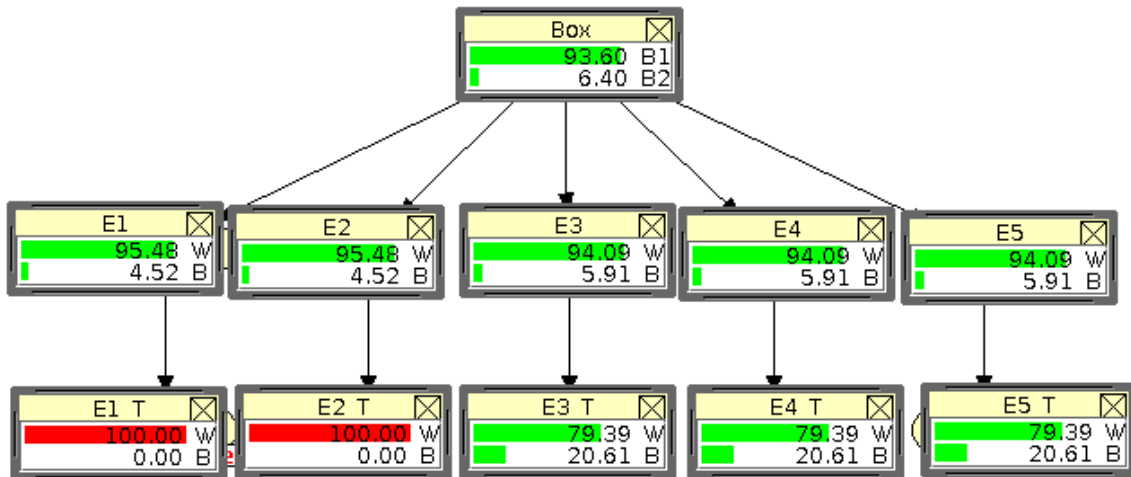 Box
93.60 B1
6.40 B2
E1
95.48 W
4.52 B
E2
95.48 W
4.52 B
E3
94.09 W
5.91 B
E4
94.09 W
5.91 B
E5
94.09 W
5.91 B
E1 T
100.00 W
0.00 B
E2 T
100.00 W
0.00 B
E3 T
79.39 W
20.61 B
E4 T
79.39 W
20.61 B
E5 T
79.39 W
20.61 B